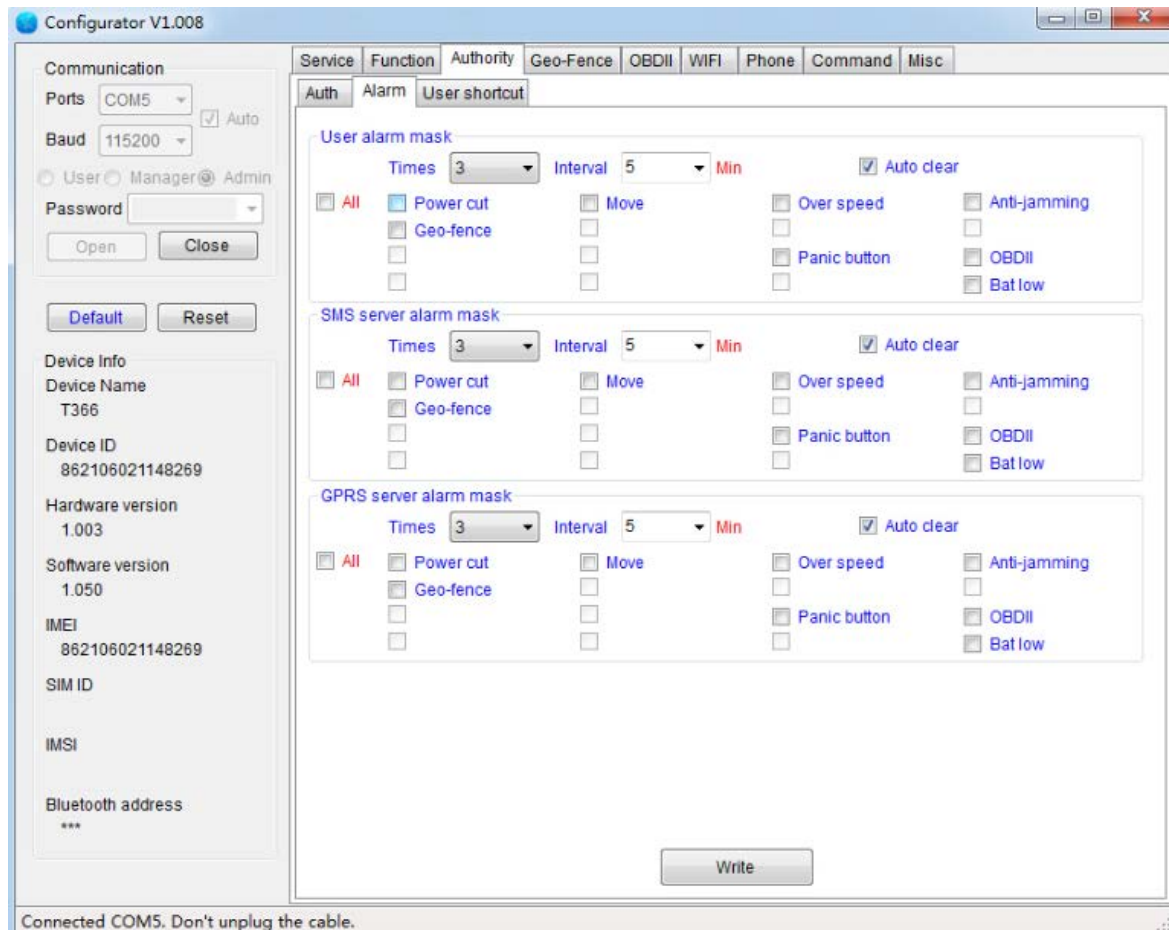 Configurator V1.008
Communication
Ports COM5
Auto
Baud 115200
User Manager Admin
Password
Open Close
Default Reset
Device Info
Device Name
T366
Device ID
862106021148269
Hardware version
1.003
Software version
1.050
IMEI
862106021148269
SIM ID
IMSI
Bluetooth address
***
Service Function Authority Geo-Fence OBDII WIFI Phone Command Misc
Auth Alarm User shortcut
User alarm mask
Times 3 Interval 5 Min Auto clear
All Power cut Move Over speed Anti-jamming
Geo-fence
Panic button OBDII
Bat low
SMS server alarm mask
Times 3 Interval 5 Min Auto clear
All Power cut Move Over speed Anti-jamming
Geo-fence
Panic button OBDII
Bat low
GPRS server alarm mask
Times 3 Interval 5 Min Auto clear
All Power cut Move Over speed Anti-jamming
Geo-fence
Panic button OBDII
Bat low
Write
Connected COM5. Don't unplug the cable.